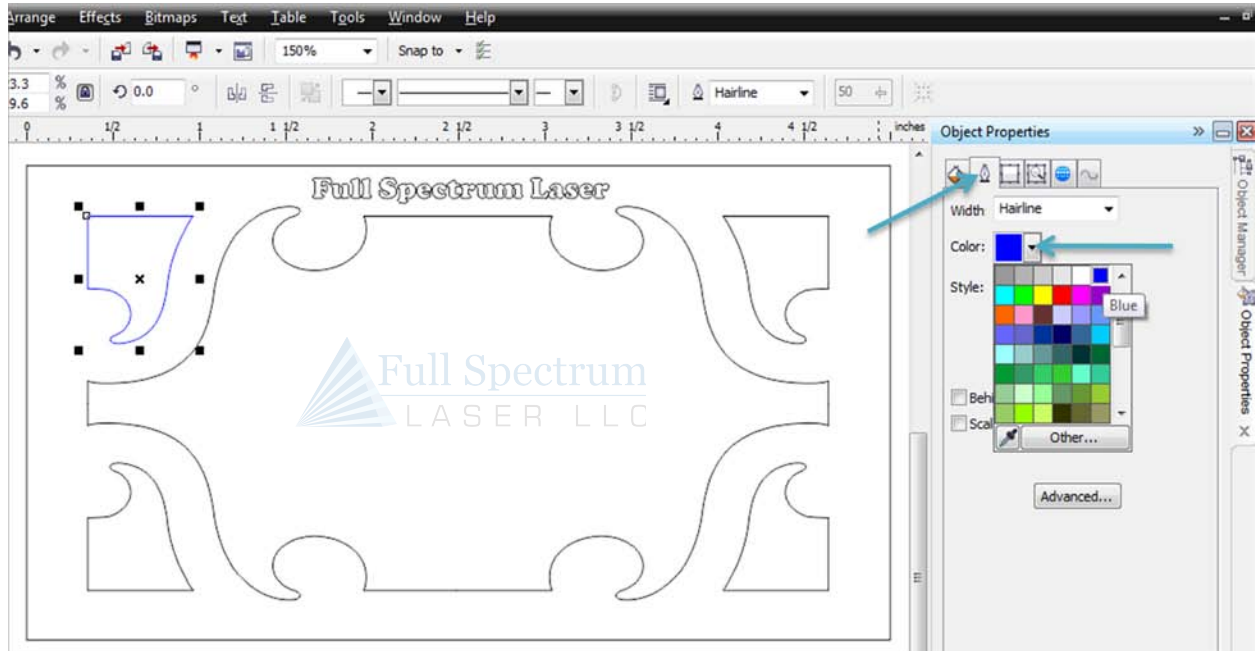 Arrange Effects Bitmaps Text Table Tools Window Help
150% Snap to
3.3 % 0.0 ° Hairline 50
9.6 %
0 1/2 1 1 1/2 2 2 1/2 3 3 1/2 4 4 1/2 inches
Object Properties
Full Spectrum Laser
Width Hairline
Color:
Style:
Blue
Full Spectrum
LASER LLC
Behi
Scal
Other...
Advanced...
Object Manager
Object Properties